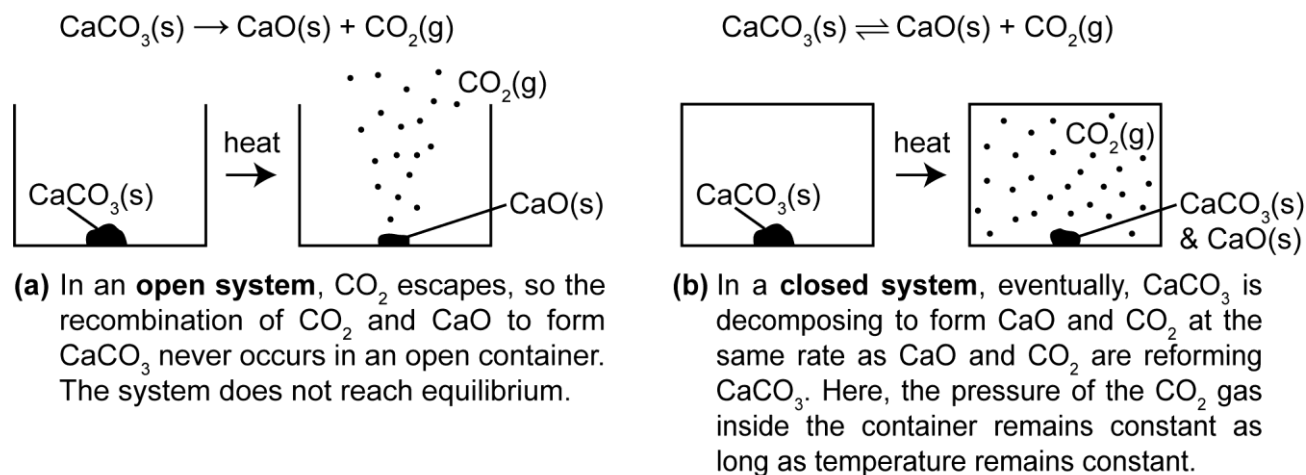 CaCO₃(s) → CaO(s) + CO₂(g)
CO₂(g)
heat
CaCO₃(s)
CaO(s)
(a) In an open system, CO₂ escapes, so the
recombination of CO₂ and CaO to form
CaCO₃ never occurs in an open container.
The system does not reach equilibrium.
CaCO₃(s) ⇌ CaO(s) + CO₂(g)
CO₂(g)
heat
CaCO₃(s)
CaCO₃(s)
& CaO(s)
(b) In a closed system, eventually, CaCO₃ is
decomposing to form CaO and CO₂ at the
same rate as CaO and CO₂ are reforming
CaCO₃. Here, the pressure of the CO₂ gas
inside the container remains constant as
long as temperature remains constant.